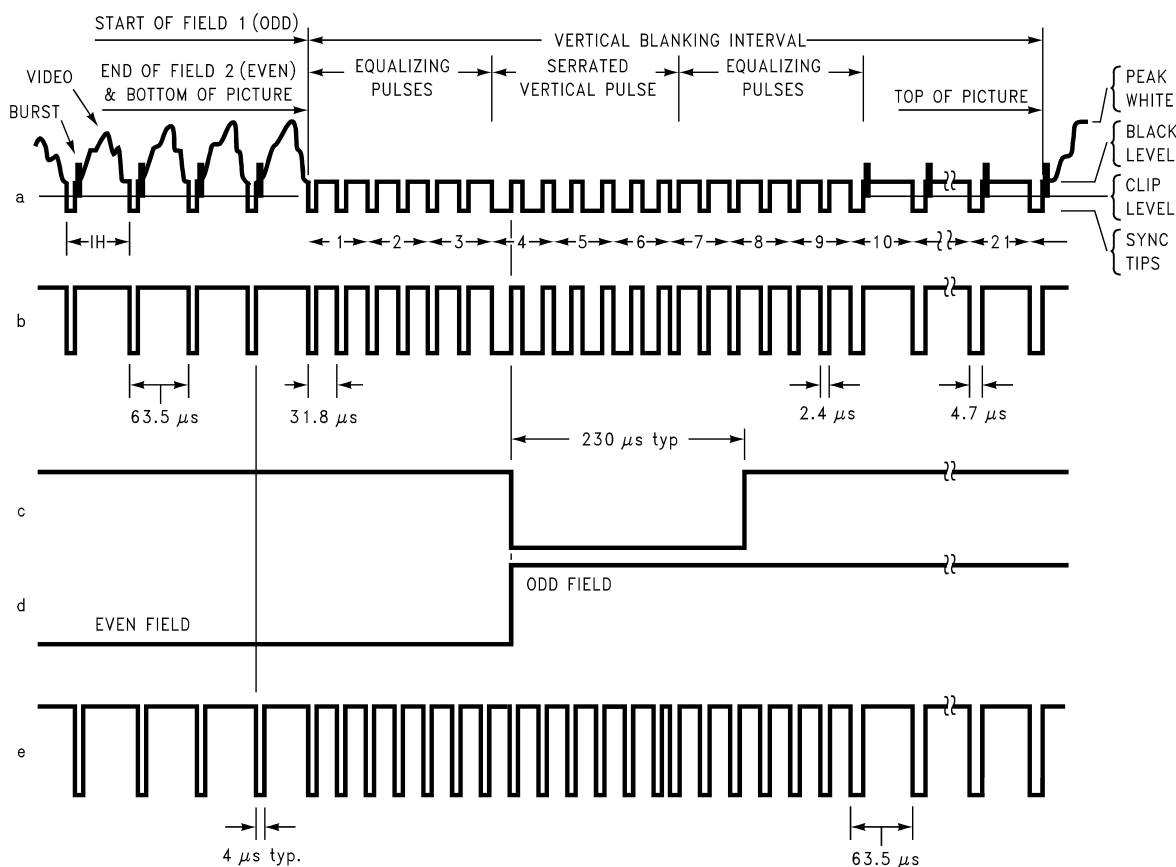 START OF FIELD 1 (ODD)
VERTICAL BLANKING INTERVAL
END OF FIELD 2 (EVEN)
& BOTTOM OF PICTURE
EQUALIZING
PULSES
SERRATED
VERTICAL PULSE
EQUALIZING
PULSES
TOP OF PICTURE
VIDEO
BURST
PEAK
WHITE
BLACK
LEVEL
CLIP
LEVEL
SYNC
TIPS
a
1H
1 2 3 4 5 6 7 8 9 10 21
b
63.5 μs
31.8 μs
2.4 μs
4.7 μs
230 μs typ
c
d
EVEN FIELD
ODD FIELD
e
4 μs typ.
63.5 μs